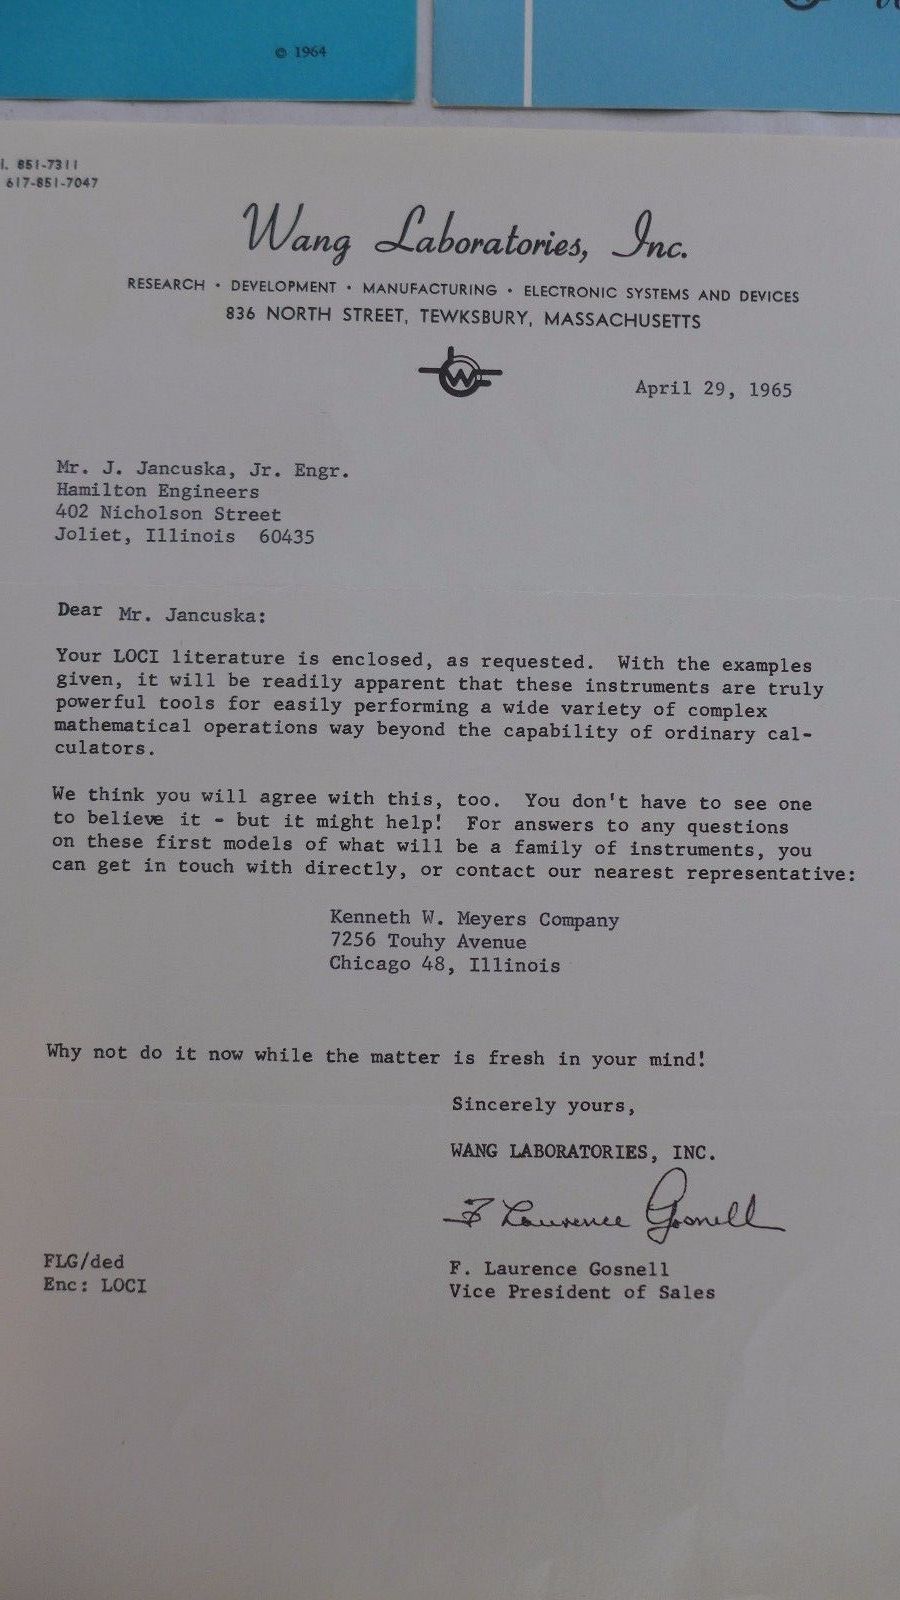 © 1964
851-7311
617-851-7047
Wang Laboratories, Inc.
RESEARCH • DEVELOPMENT • MANUFACTURING • ELECTRONIC SYSTEMS AND DEVICES
836 NORTH STREET, TEWKSBURY, MASSACHUSETTS
W
April 29, 1965
Mr. J. Jancuska, Jr. Engr.
Hamilton Engineers
402 Nicholson Street
Joliet, Illinois 60435
Dear Mr. Jancuska:
Your LOCI literature is enclosed, as requested. With the examples
given, it will be readily apparent that these instruments are truly
powerful tools for easily performing a wide variety of complex
mathematical operations way beyond the capability of ordinary cal-
culators.
We think you will agree with this, too. You don't have to see one
to believe it - but it might help! For answers to any questions
on these first models of what will be a family of instruments, you
can get in touch with directly, or contact our nearest representative:
Kenneth W. Meyers Company
7256 Touhy Avenue
Chicago 48, Illinois
Why not do it now while the matter is fresh in your mind!
Sincerely yours,
WANG LABORATORIES, INC.
F Laurence Gosnell
FLG/ded
Enc: LOCI
F. Laurence Gosnell
Vice President of Sales